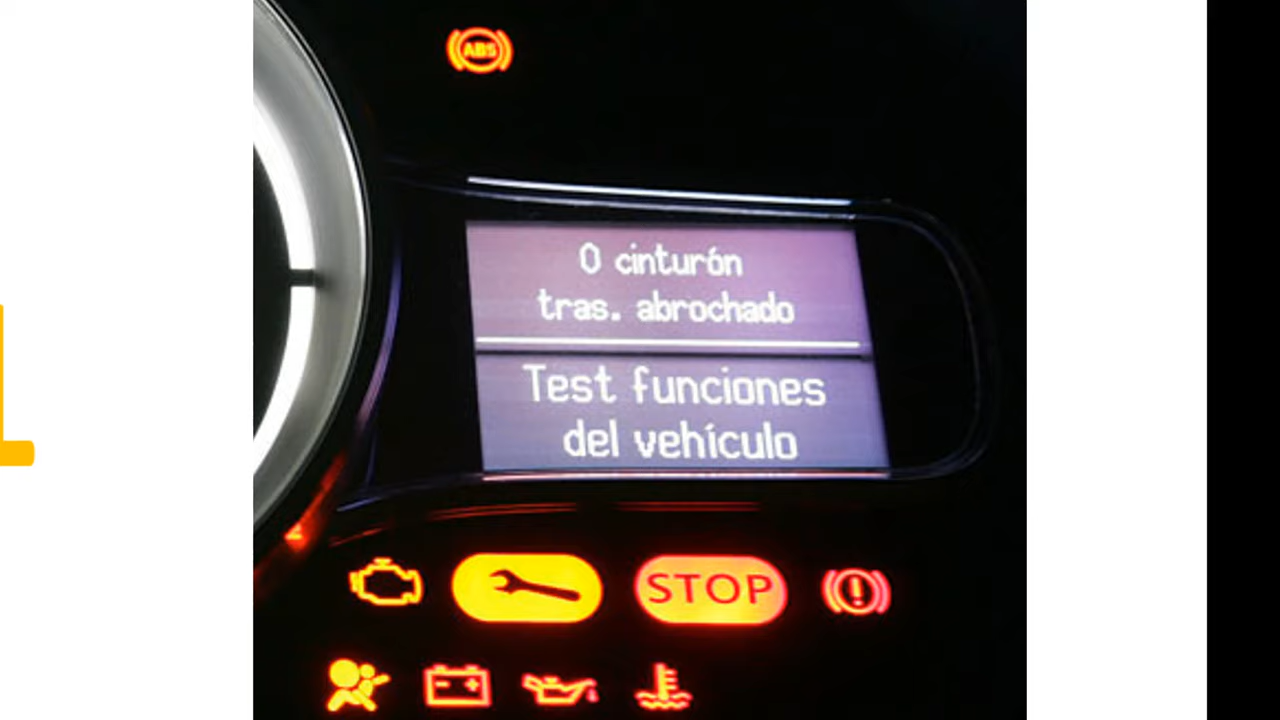 ABS
0 cinturón
tras. abrochado
Test funciones
del vehículo
STOP